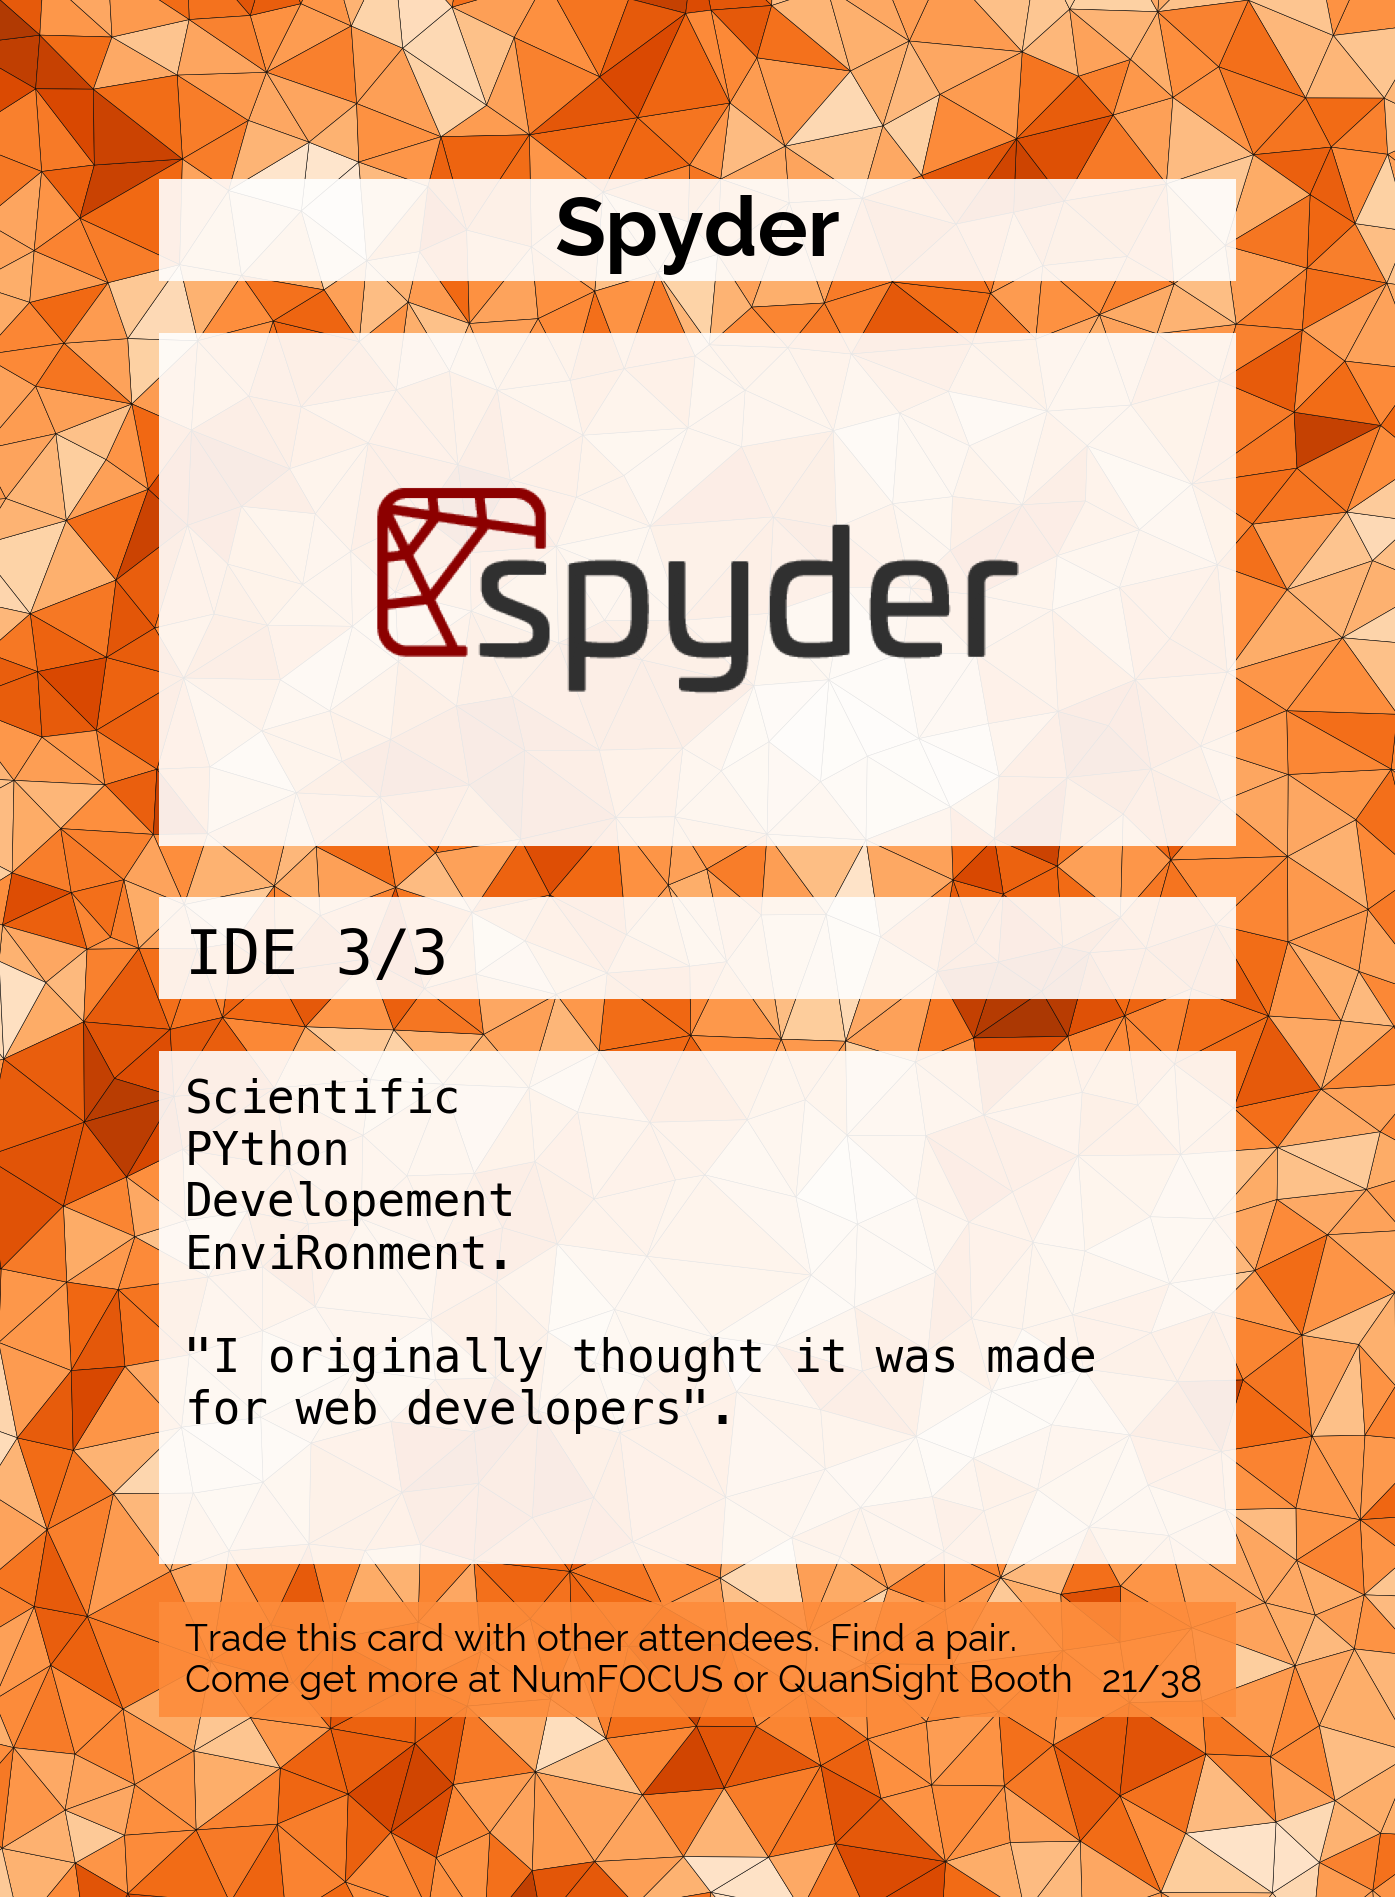 Spyder
spyder
IDE 3/3
Scientific
PYthon
Developement
EnviRonment.
"I originally thought it was made
for web developers".
Trade this card with other attendees. Find a pair.
Come get more at NumFOCUS or QuanSight Booth 21/38